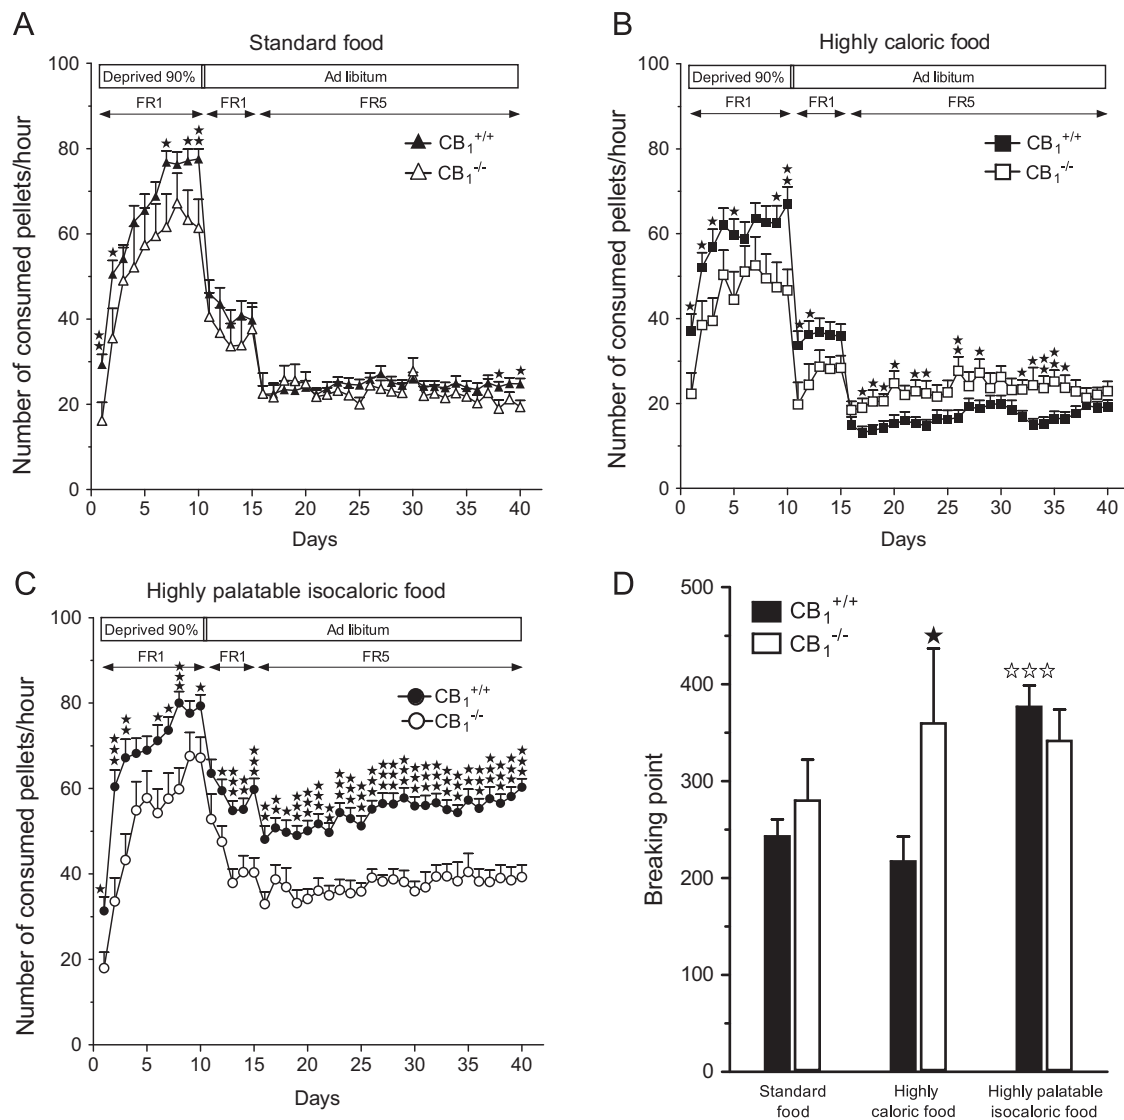 A
Standard food
100
80
60
40
20
0
Number of consumed pellets/hour
Deprived 90%
Ad libitum
FR1
FR1
FR5
CB1+/+
CB1-/-
0 5 10 15 20 25 30 35 40
Days
B
Highly caloric food
100
80
60
40
20
0
Number of consumed pellets/hour
Deprived 90%
Ad libitum
FR1
FR1
FR5
CB1+/+
CB1-/-
0 5 10 15 20 25 30 35 40
Days
C
Highly palatable isocaloric food
100
80
60
40
20
0
Number of consumed pellets/hour
Deprived 90%
Ad libitum
FR1
FR1
FR5
CB1+/+
CB1-/-
0 5 10 15 20 25 30 35 40
Days
D
500
400
300
200
100
0
Breaking point
CB1+/+
CB1-/-
Standard
food
Highly
caloric food
Highly palatable
isocaloric food